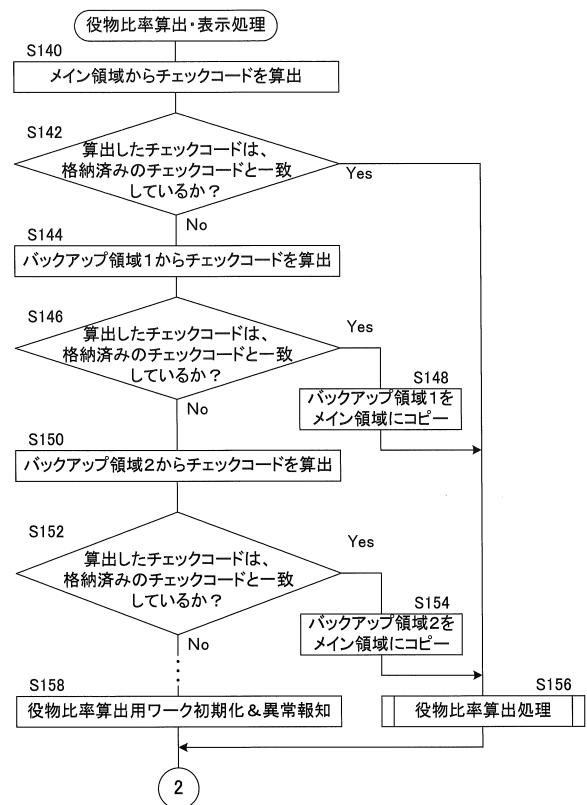 役物比率算出・表示処理
S140
メイン領域からチェックコードを算出
S142
算出したチェックコードは、
格納済みのチェックコードと一致
しているか？
Yes
No
S144
バックアップ領域1からチェックコードを算出
S146
算出したチェックコードは、
格納済みのチェックコードと一致
しているか？
Yes
No
S148
バックアップ領域1を
メイン領域にコピー
S150
バックアップ領域2からチェックコードを算出
S152
算出したチェックコードは、
格納済みのチェックコードと一致
しているか？
Yes
No
S154
バックアップ領域2を
メイン領域にコピー
S158
役物比率算出用ワーク初期化＆異常報知
S156
役物比率算出処理
2